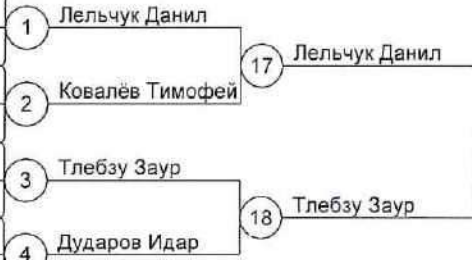 1 Лельчук Данил
17 Лельчук Данил
2 Ковалёв Тимофей
3 Тлебзу Заур
18 Тлебзу Заур
4 Дударов Идар